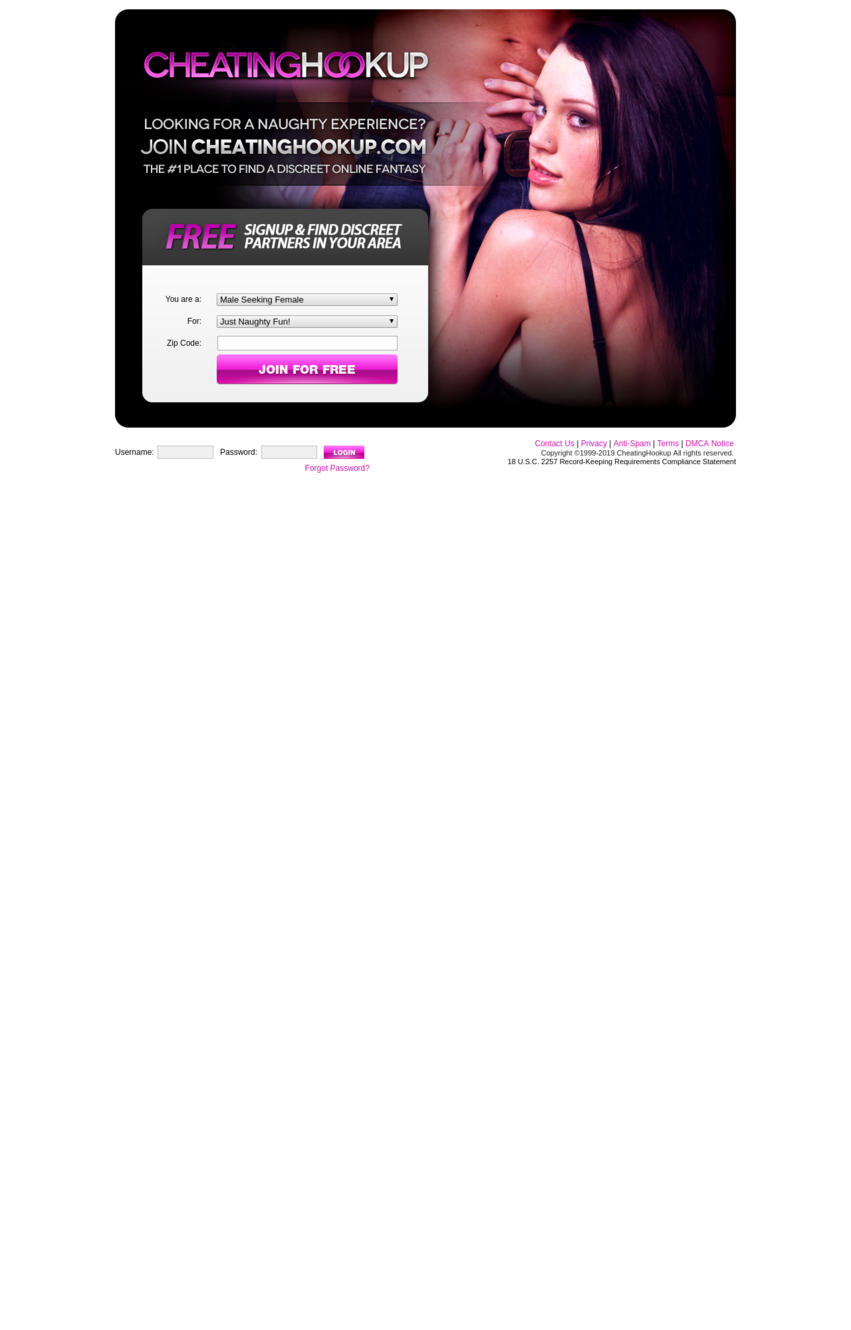 CHEATINGHOOKUP
LOOKING FOR A NAUGHTY EXPERIENCE?
JOIN CHEATINGHOOKUP.COM
THE #1 PLACE TO FIND A DISCREET ONLINE FANTASY
FREE SIGNUP & FIND DISCREET
PARTNERS IN YOUR AREA
You are a: Male Seeking Female
For: Just Naughty Fun!
Zip Code:
JOIN FOR FREE
Username: Password: LOGIN
Forgot Password?
Contact Us | Privacy | Anti-Spam | Terms | DMCA Notice
Copyright ©1999-2019 CheatingHookup All rights reserved.
18 U.S.C. 2257 Record-Keeping Requirements Compliance Statement